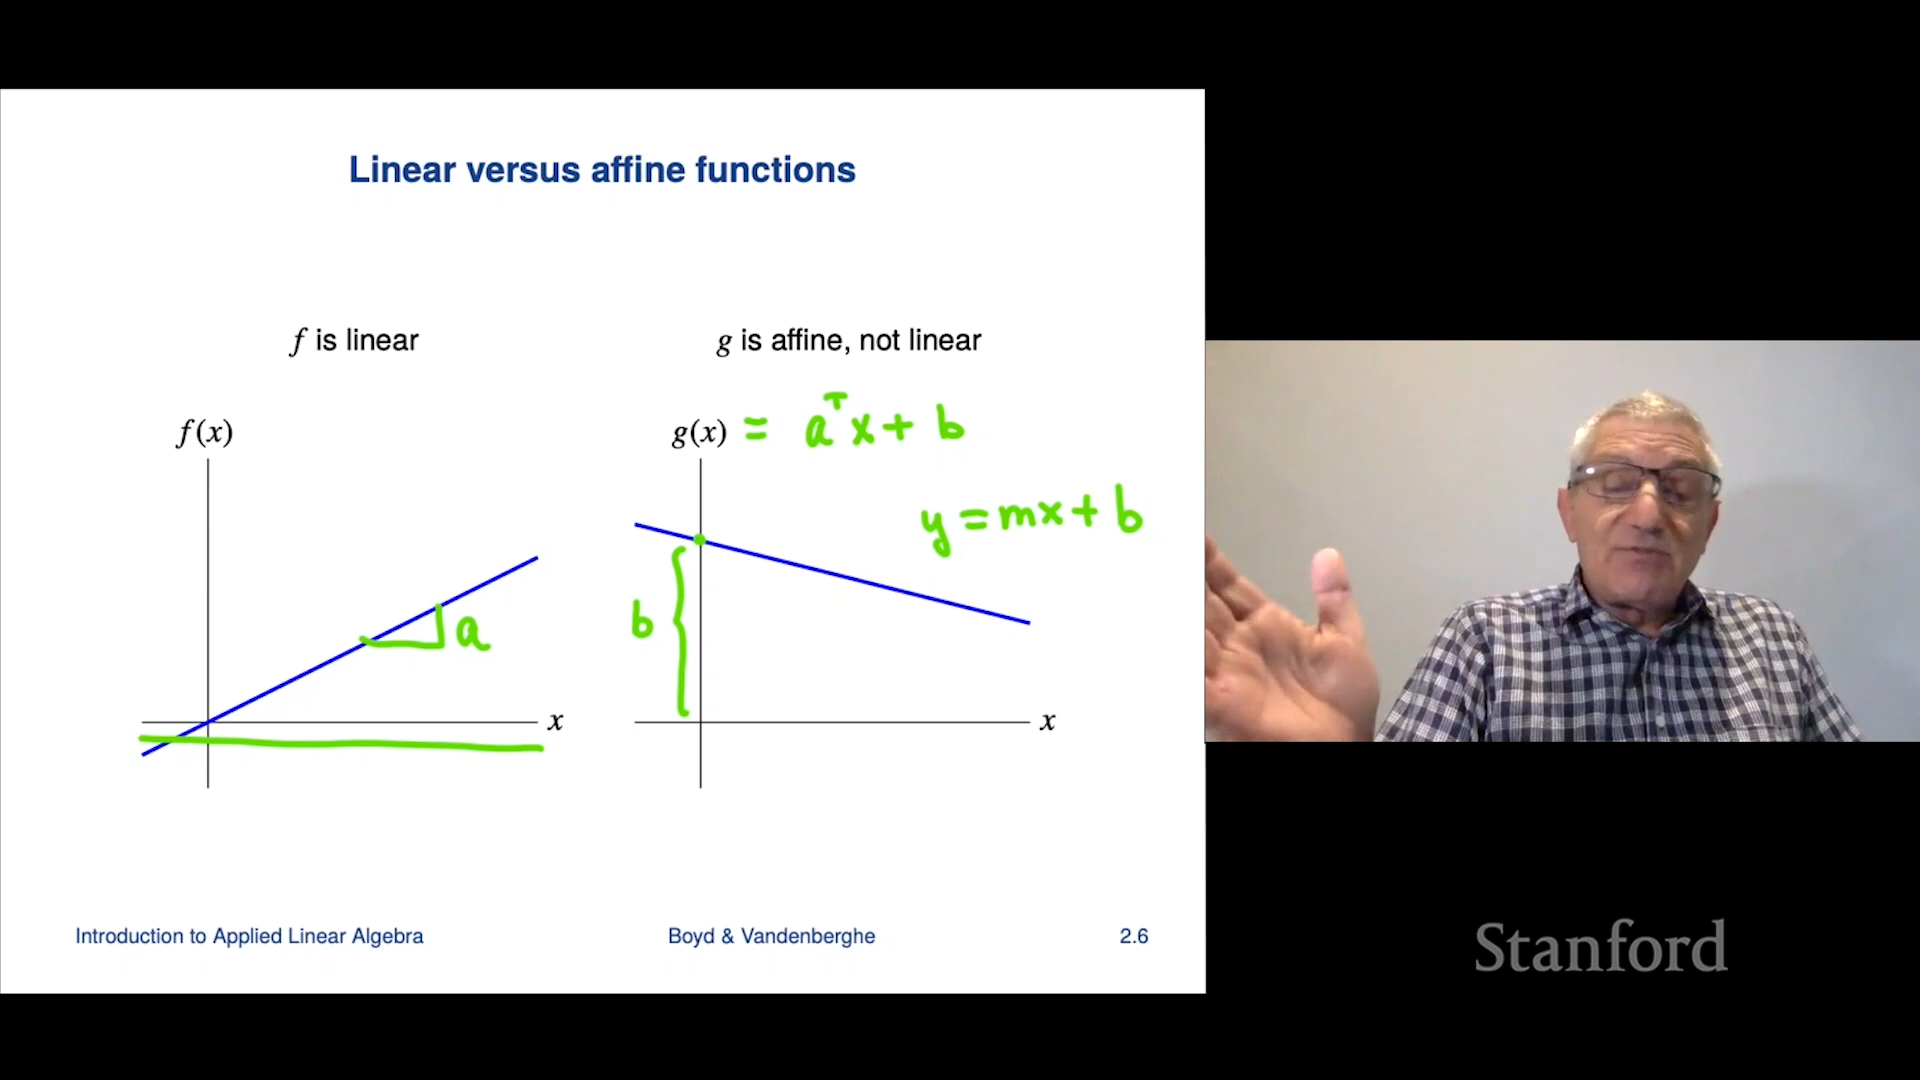 Linear versus affine functions
f is linear
g is affine, not linear
f(x)
g(x) = aᵀx + b
y = mx + b
a
b
x
x
Introduction to Applied Linear Algebra
Boyd & Vandenberghe
2.6
Stanford